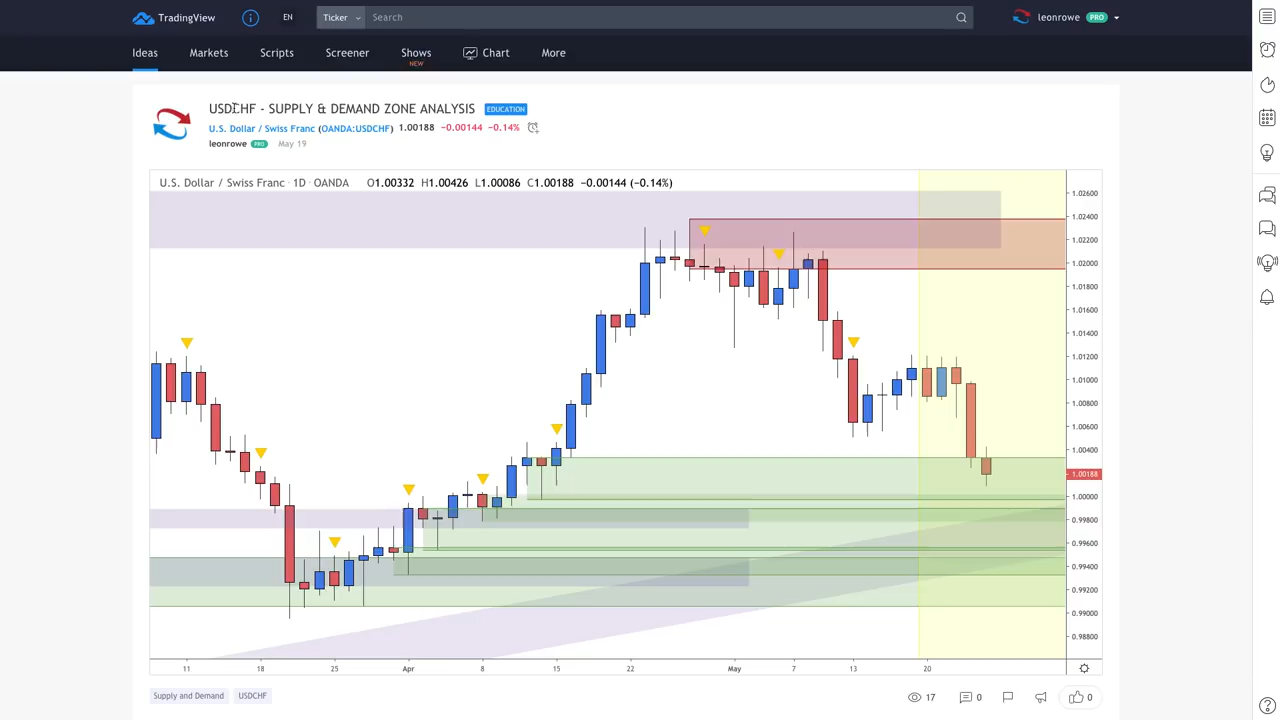 TradingView
EN
Ticker
Search
leonrowe PRO
Ideas
Markets
Scripts
Screener
Shows
NEW
Chart
More
USDCHF - SUPPLY & DEMAND ZONE ANALYSIS EDUCATION
U.S. Dollar / Swiss Franc (OANDA:USDCHF) 1.00188 −0.00144 −0.14%
leonrowe PRO May 19
U.S. Dollar / Swiss Franc · 1D · OANDA O1.00332 H1.00426 L1.00086 C1.00188 −0.00144 (−0.14%)
1.02600
1.02400
1.02200
1.02000
1.01800
1.01600
1.01400
1.01200
1.01000
1.00800
1.00600
1.00400
1.00188
1.00000
0.99800
0.99600
0.99400
0.99200
0.99000
0.98800
11 18 25 Apr 8 15 22 May 7 13 20
Supply and Demand
USDCHF
17
0
0